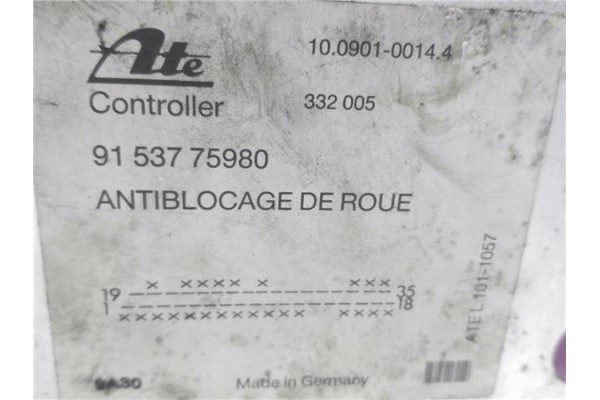 Ate 10.0901-0014.4
Controller 332 005
91 537 75980
ANTIBLOCAGE DE ROUE
x x x x x x x x x
19 ----------------- 35
1 ------------------ 18
x x x x x x x x x x x x x x x x
ATE L 101-1057
9A30 Made in Germany